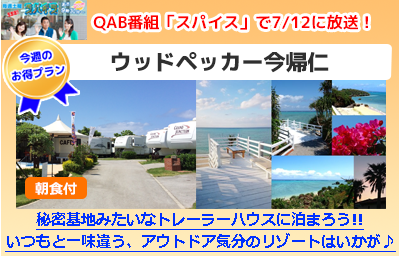 QAB番組「スパイス」で7/12に放送！
今週の
お得プラン
ウッドペッカー今帰仁
CAFE
朝食付
秘密基地みたいなトレーラーハウスに泊まろう!!
いつもと一味違う、アウトドア気分のリゾートはいかが♪